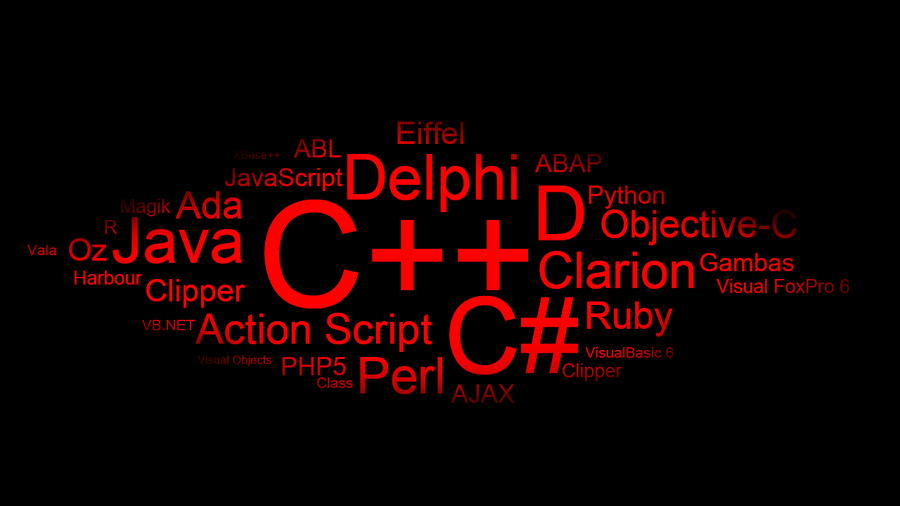 Eiffel
XBase++
ABL
ABAP
JavaScript
Delphi
Python
Magik
Ada
D
Objective-C
R
Java
C++
Vala
Oz
Clarion
Gambas
Harbour
Clipper
Visual FoxPro 6
VB.NET
Action Script
C#
Ruby
Visual Objects
PHP5
VisualBasic 6
Class
Perl
Clipper
AJAX